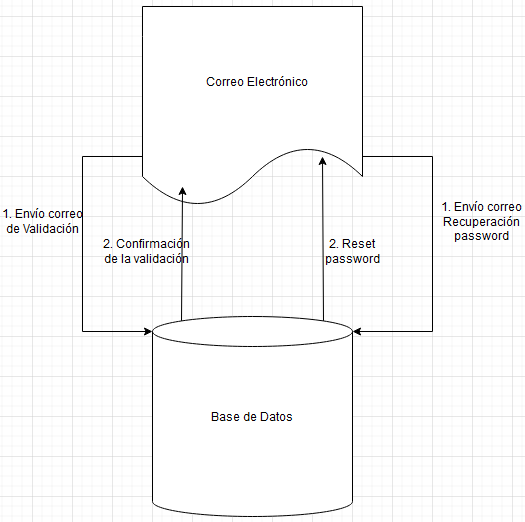 Correo Electrónico
1. Envío correo
de Validación
2. Confirmación
de la validación
2. Reset
password
1. Envío correo
Recuperación
password
Base de Datos